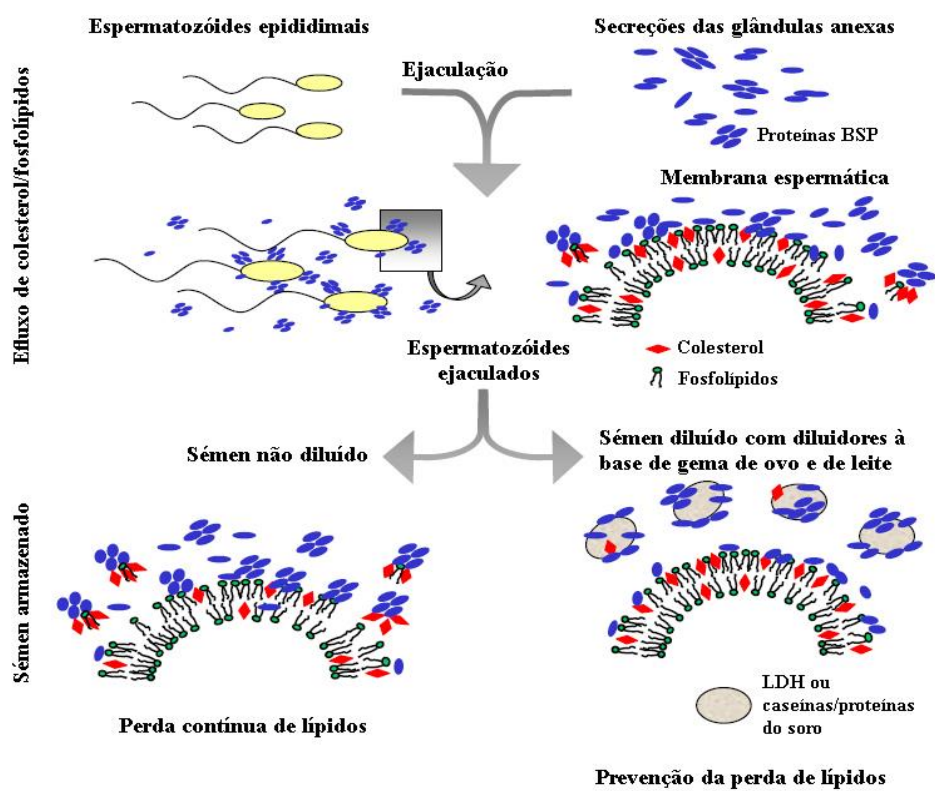 Espermatozóides epididimais
Secreções das glândulas anexas
Ejaculação
Proteínas BSP
Efluxo de colesterol/fosfolípidos
Membrana espermática
Espermatozóides
ejaculados
Colesterol
Fosfolípidos
Sémen não diluído
Sémen diluído com diluidores à
base de gema de ovo e de leite
Sémen armazenado
LDH ou
caseínas/proteínas
do soro
Perda contínua de lípidos
Prevenção da perda de lípidos